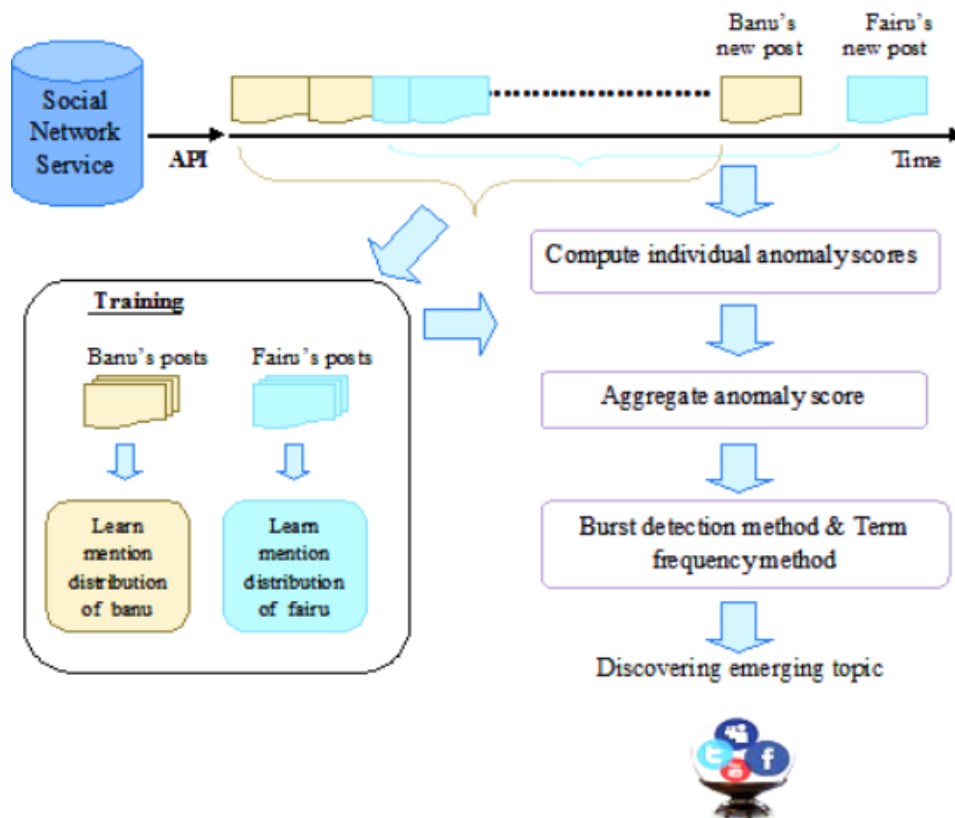 Banu's
new post
Fairu's
new post
Social
Network
Service
API
Time
Compute individual anomaly scores
Training
Banu's posts
Fairu's posts
Aggregate anomaly score
Learn
mention
distribution
of banu
Learn
mention
distribution
of fairu
Burst detection method & Term
frequency method
Discovering emerging topic